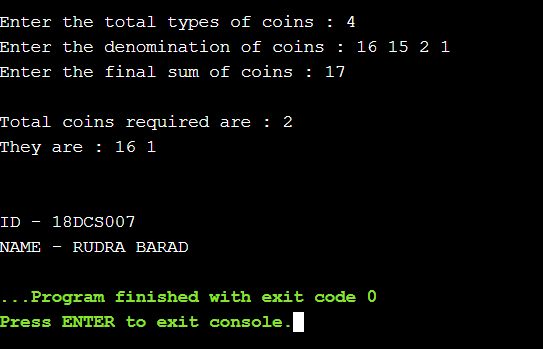 Enter the total types of coins : 4
Enter the denomination of coins : 16 15 2 1
Enter the final sum of coins : 17
Total coins required are : 2
They are : 16 1
ID - 18DCS007
NAME - RUDRA BARAD
...Program finished with exit code 0
Press ENTER to exit console.